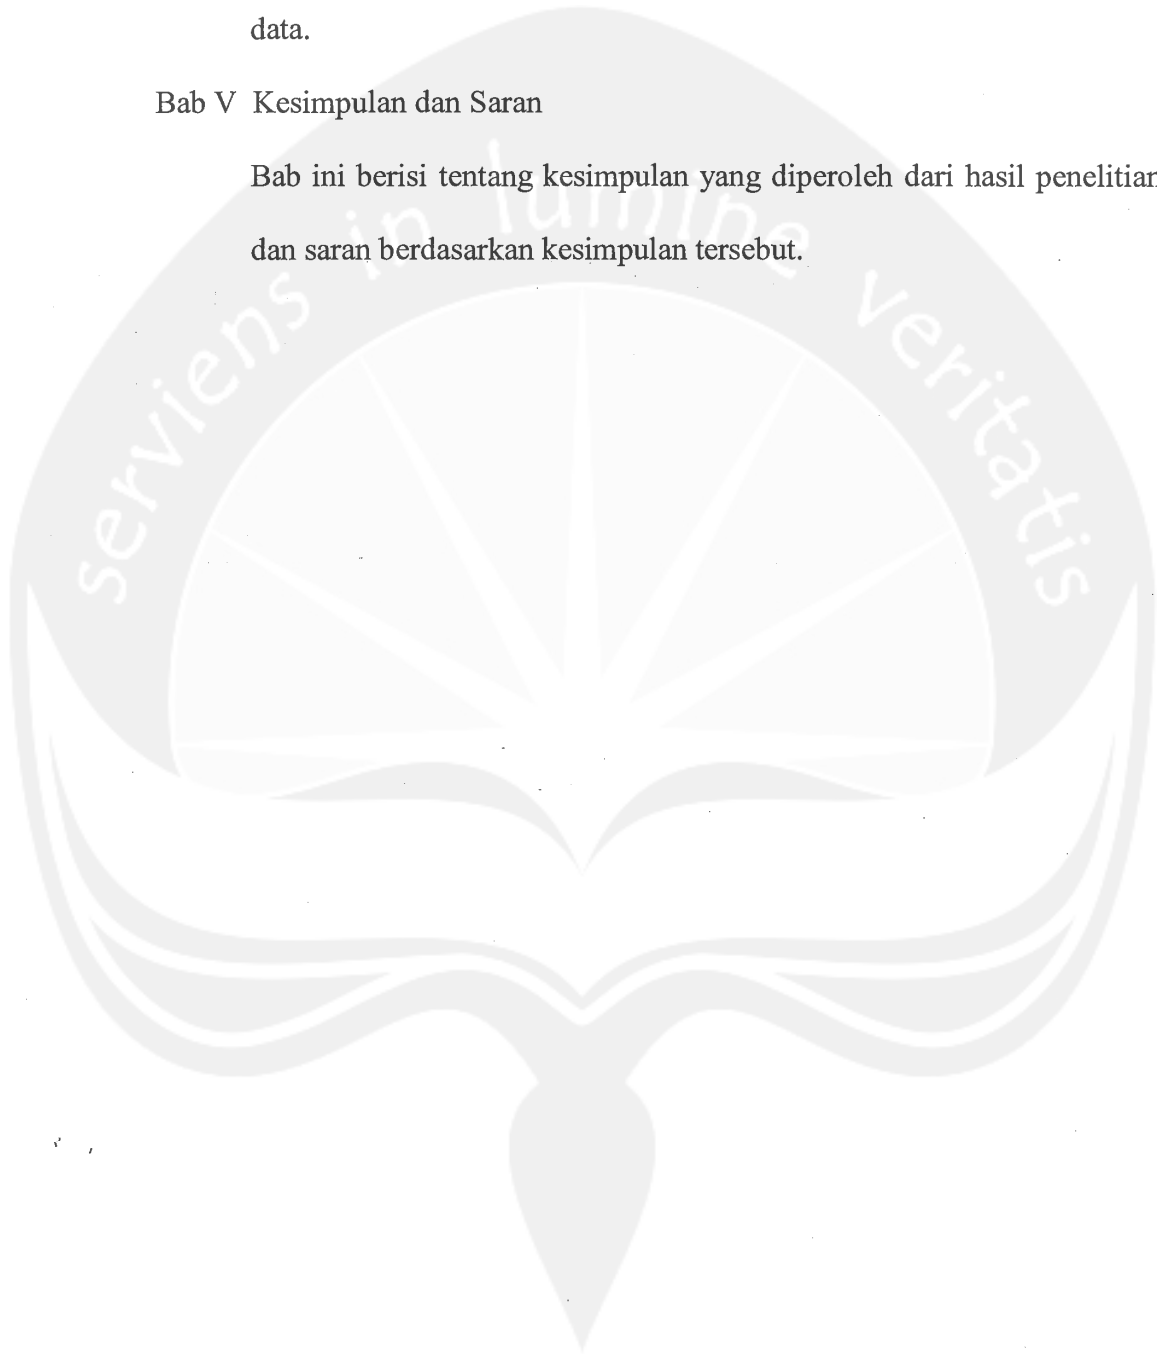 data.
Bab V Kesimpulan dan Saran
Bab ini berisi tentang kesimpulan yang diperoleh dari hasil penelitian
dan saran berdasarkan kesimpulan tersebut.
serviens in lumine veritatis